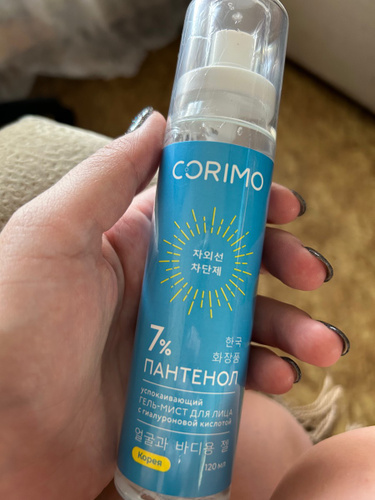 CORIMO
자외선
차단제
7%
ПАНТЕНОЛ
한국
화장품
успокаивающий
ГЕЛЬ-МИСТ ДЛЯ ЛИЦА
с гиалуроновой кислотой
얼굴과 바디용 젤
Корея
120 мл